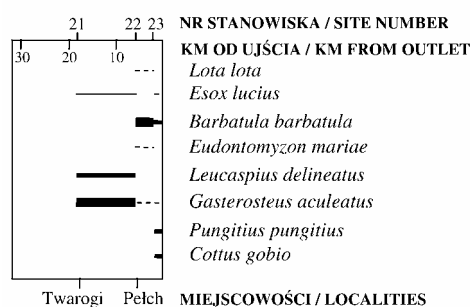 21 22 23 NR STANOWISKA / SITE NUMBER
KM OD UJŚCIA / KM FROM OUTLET
30 20 10
Lota lota
Esox lucius
Barbatula barbatula
Eudontomyzon mariae
Leucaspius delineatus
Gasterosteus aculeatus
Pungitius pungitius
Cottus gobio
Twarogi Pełch MIEJSCOWOŚCI / LOCALITIES